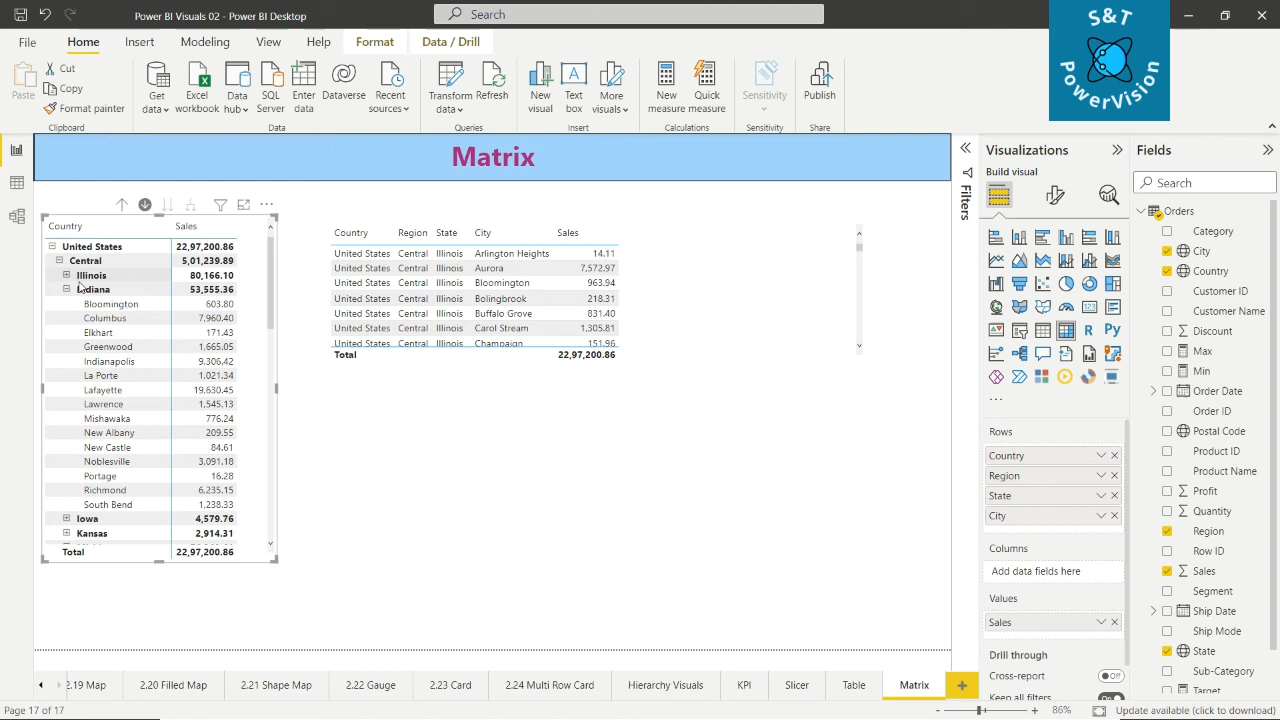 Power BI Visuals 02 - Power BI Desktop
Search
S&T
PowerVision
File
Home
Insert
Modeling
View
Help
Format
Data / Drill
Paste
Cut
Copy
Format painter
Get data
Excel workbook
Data hub
SQL Server
Enter data
Dataverse
Recent sources
Transform data
Refresh
New visual
Text box
More visuals
New measure
Quick measure
Sensitivity
Publish
Clipboard
Data
Queries
Insert
Calculations
Sensitivity
Share
Matrix
Country Sales
United States 22,97,200.86
Central 5,01,239.89
Illinois 80,166.10
Indiana 53,555.36
Bloomington 603.80
Columbus 7,960.40
Elkhart 171.43
Greenwood 1,665.05
Indianapolis 9,306.42
La Porte 1,021.34
Lafayette 19,630.45
Lawrence 1,545.13
Mishawaka 776.24
New Albany 209.55
New Castle 84.61
Noblesville 3,091.18
Portage 16.28
Richmond 6,235.15
South Bend 1,238.33
Iowa 4,579.76
Kansas 2,914.31
Total 22,97,200.86
Country Region State City Sales
United States Central Illinois Arlington Heights 14.11
United States Central Illinois Aurora 7,572.97
United States Central Illinois Bloomington 963.94
United States Central Illinois Bolingbrook 218.31
United States Central Illinois Buffalo Grove 831.40
United States Central Illinois Carol Stream 1,305.81
United States Central Illinois Champaign 151.96
Total 22,97,200.86
Filters
Visualizations
Build visual
R
Py
Rows
Country
Region
State
City
Columns
Add data fields here
Values
Sales
Drill through
Cross-report
Off
Keep all filters
On
Fields
Search
Orders
Category
City
Country
Customer ID
Customer Name
Discount
Max
Min
Order Date
Order ID
Postal Code
Product ID
Product Name
Profit
Quantity
Region
Row ID
Sales
Segment
Ship Date
Ship Mode
State
Sub-Category
Target
2.19 Map
2.20 Filled Map
2.21 Shape Map
2.22 Gauge
2.23 Card
2.24 Multi Row Card
Hierarchy Visuals
KPI
Slicer
Table
Matrix
Page 17 of 17
86%
Update available (click to download)